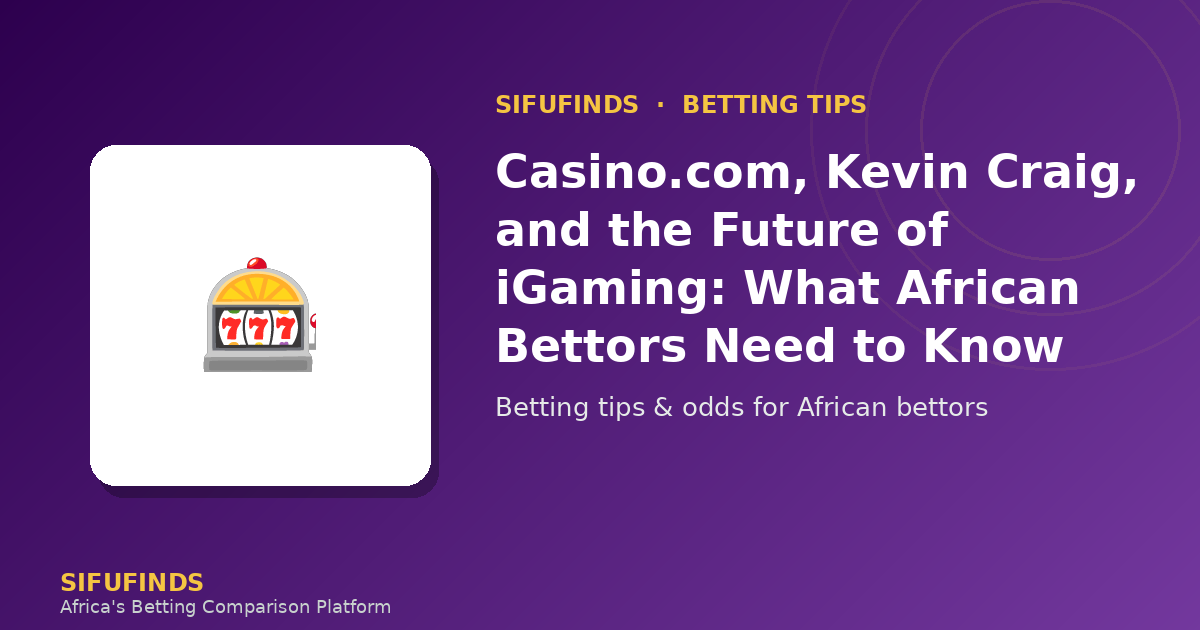 SIFUFINDS · BETTING TIPS
Casino.com, Kevin Craig,
and the Future of
iGaming: What African
Bettors Need to Know
Betting tips & odds for African bettors
777
SIFUFINDS
Africa's Betting Comparison Platform